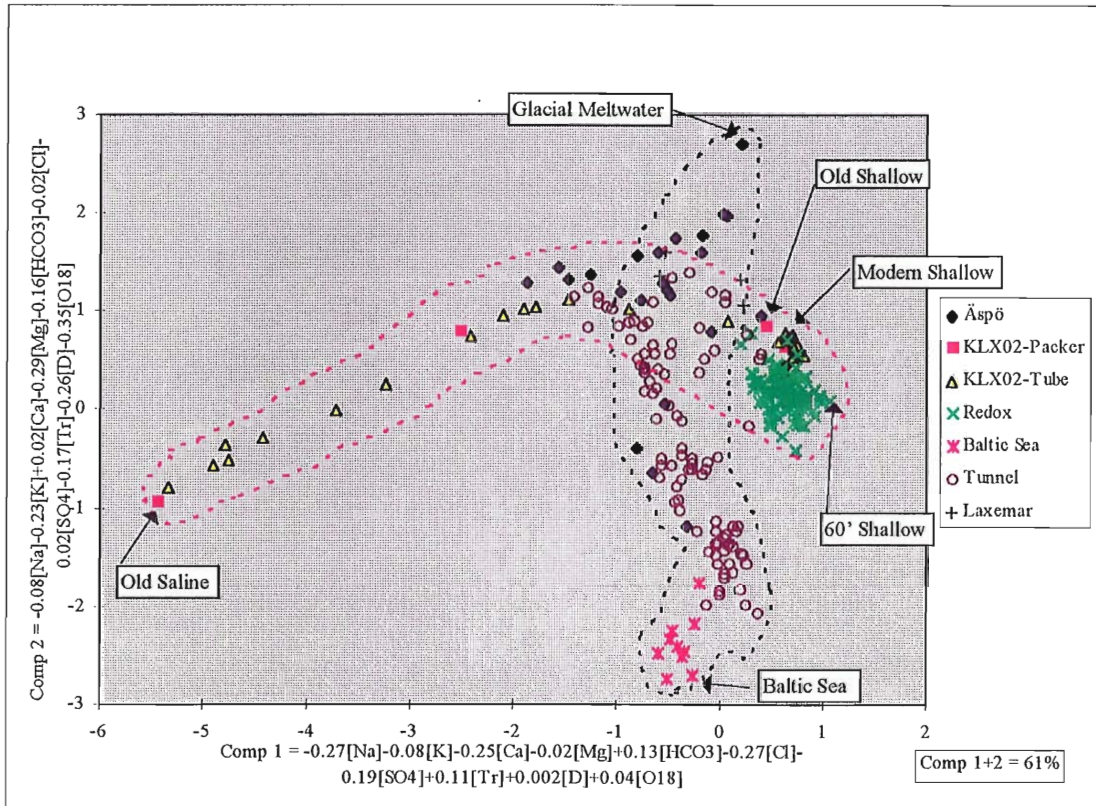 Glacial Meltwater
Old Shallow
Modern Shallow
60' Shallow
Old Saline
Baltic Sea
3
2
1
0
-1
-2
-3
-6
-5
-4
-3
-2
-1
0
1
2
Comp 2 = -0.08[Na]-0.23[K]+0.02[Ca]-0.29[Mg]-0.16[HCO3]-0.02[Cl]-
0.02[SO4]-0.17[Tr]-0.26[D]-0.35[O18]
Comp 1 = -0.27[Na]-0.08[K]-0.25[Ca]-0.02[Mg]+0.13[HCO3]-0.27[Cl]-
0.19[SO4]+0.11[Tr]+0.002[D]+0.04[O18]
Äspö
KLX02-Packer
KLX02-Tube
Redox
Baltic Sea
Tunnel
Laxemar
Comp 1+2 = 61%